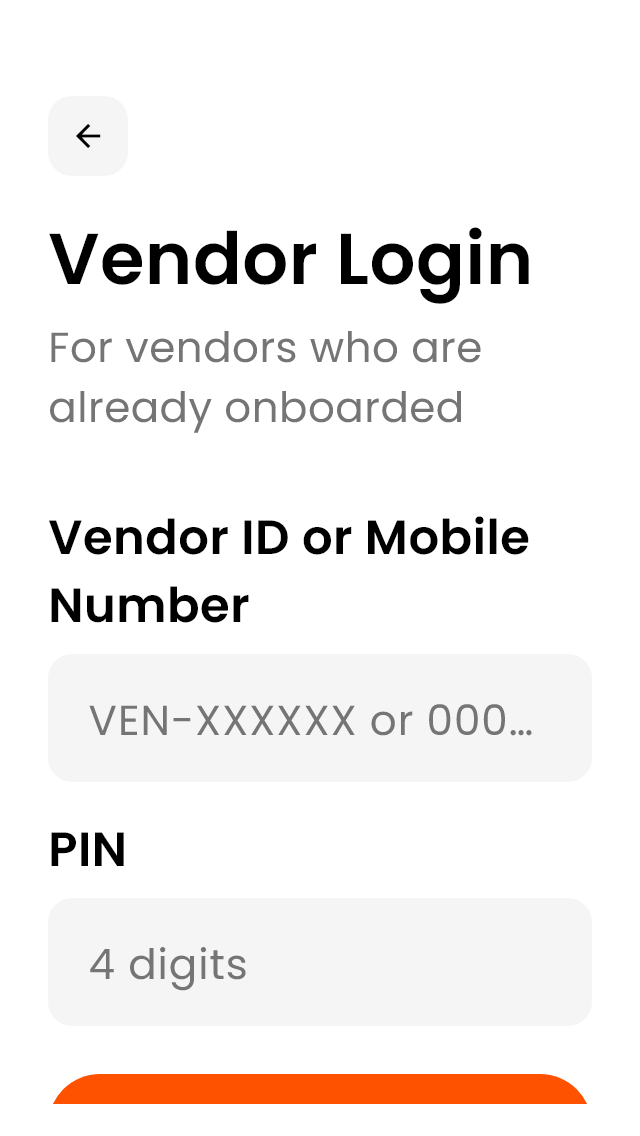 Vendor Login
For vendors who are
already onboarded
Vendor ID or Mobile
Number
VEN-XXXXXX or 000…
PIN
4 digits